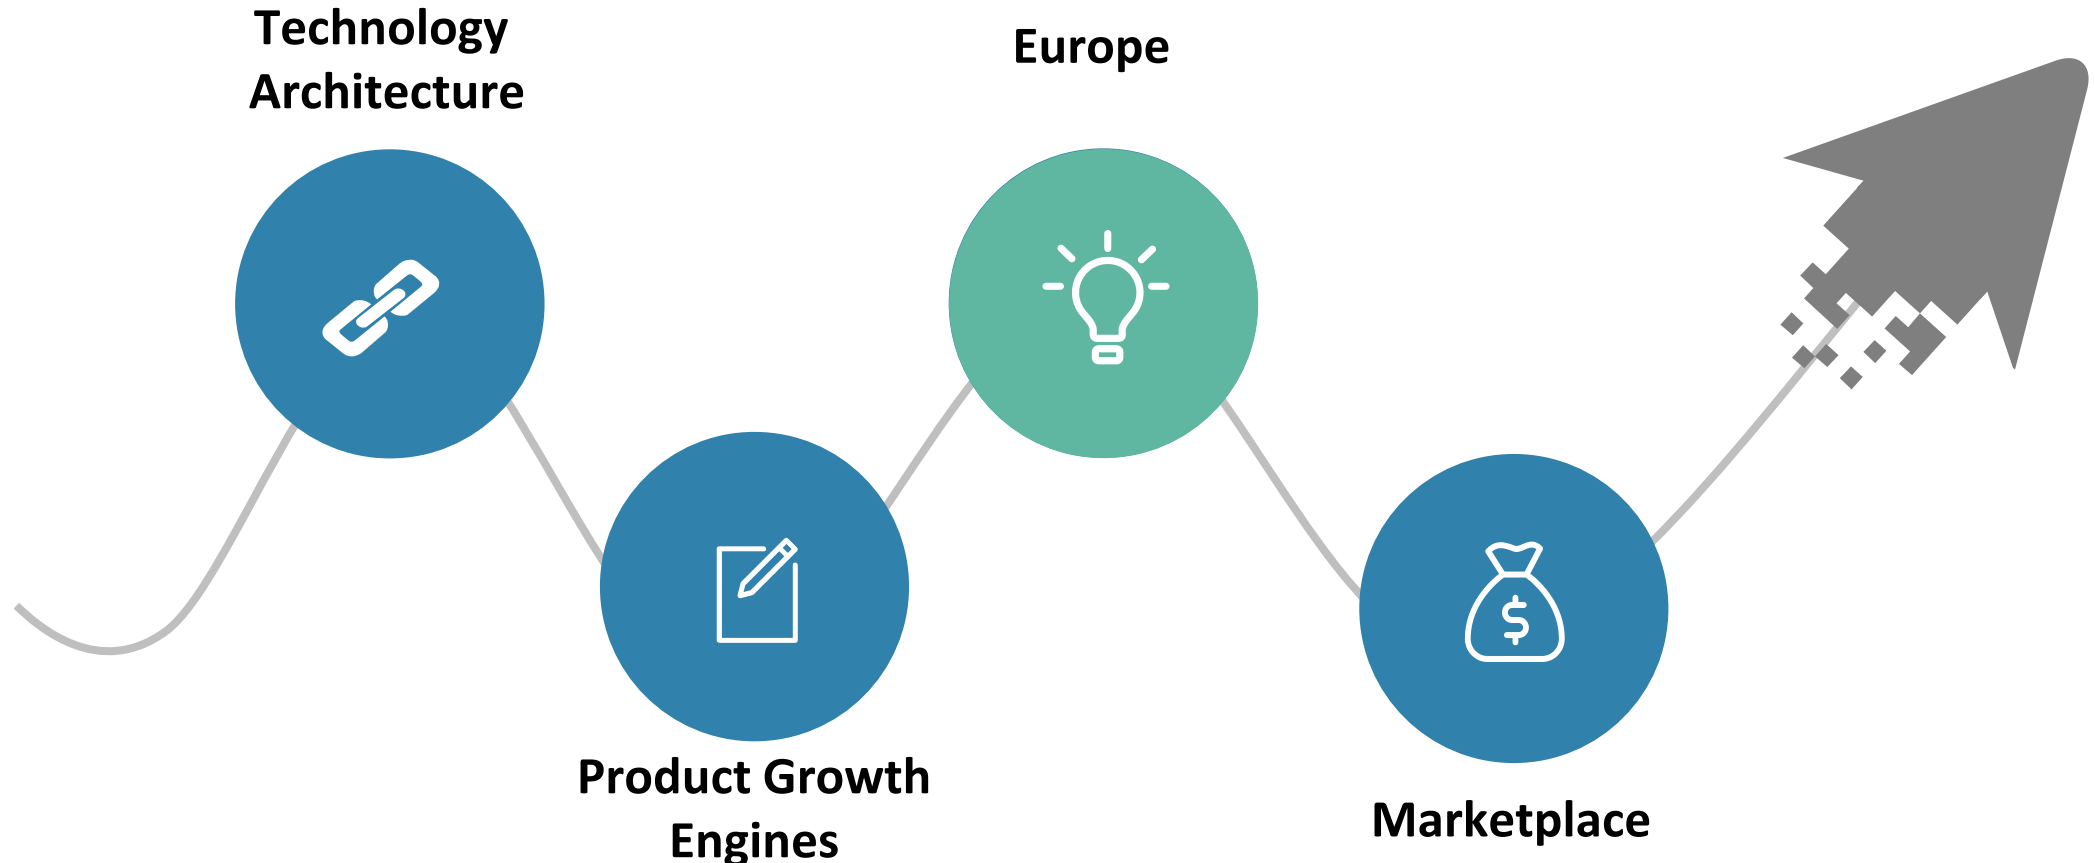 Technology
Architecture
Europe
$
Product Growth
Engines
Marketplace